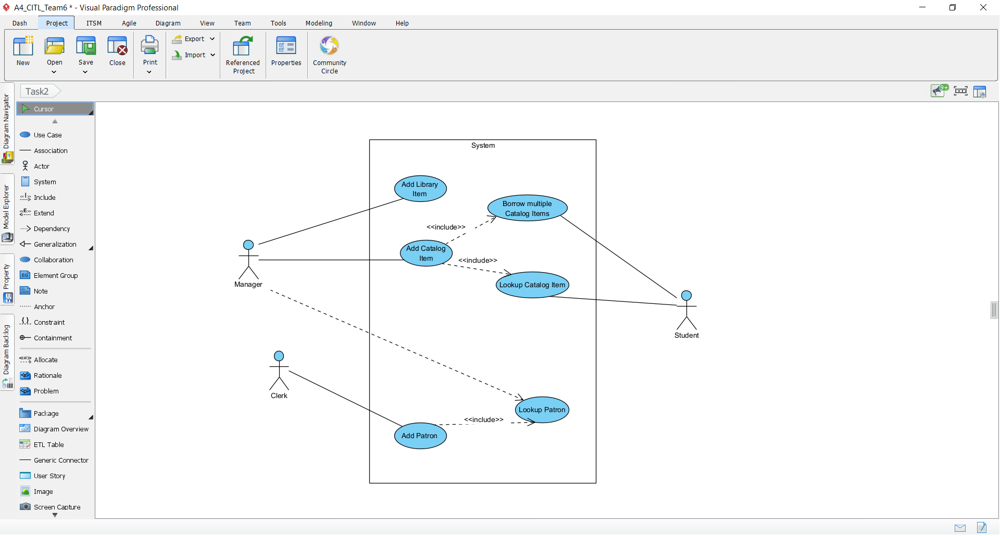 A4_CITL_Team6 * - Visual Paradigm Professional
Dash Project ITSM Agile Diagram View Team Tools Modeling Window Help
New
Open
Save
Close
Print
Export
Import
Referenced
Project
Properties
Community
Circle
Task2
9+
Diagram Navigator
Model Explorer
Property
Diagram Backlog
Cursor
Use Case
Association
Actor
System
Include
Extend
Dependency
Generalization
Collaboration
EG Element Group
Note
Anchor
Constraint
Containment
Allocate
Rationale
Problem
Package
Diagram Overview
ETL Table
Generic Connector
User Story
Image
Screen Capture
System
Add Library
Item
Borrow multiple
Catalog Items
<<include>>
Add Catalog
Item
<<include>>
Lookup Catalog Item
Manager
Student
Clerk
Lookup Patron
<<include>>
Add Patron